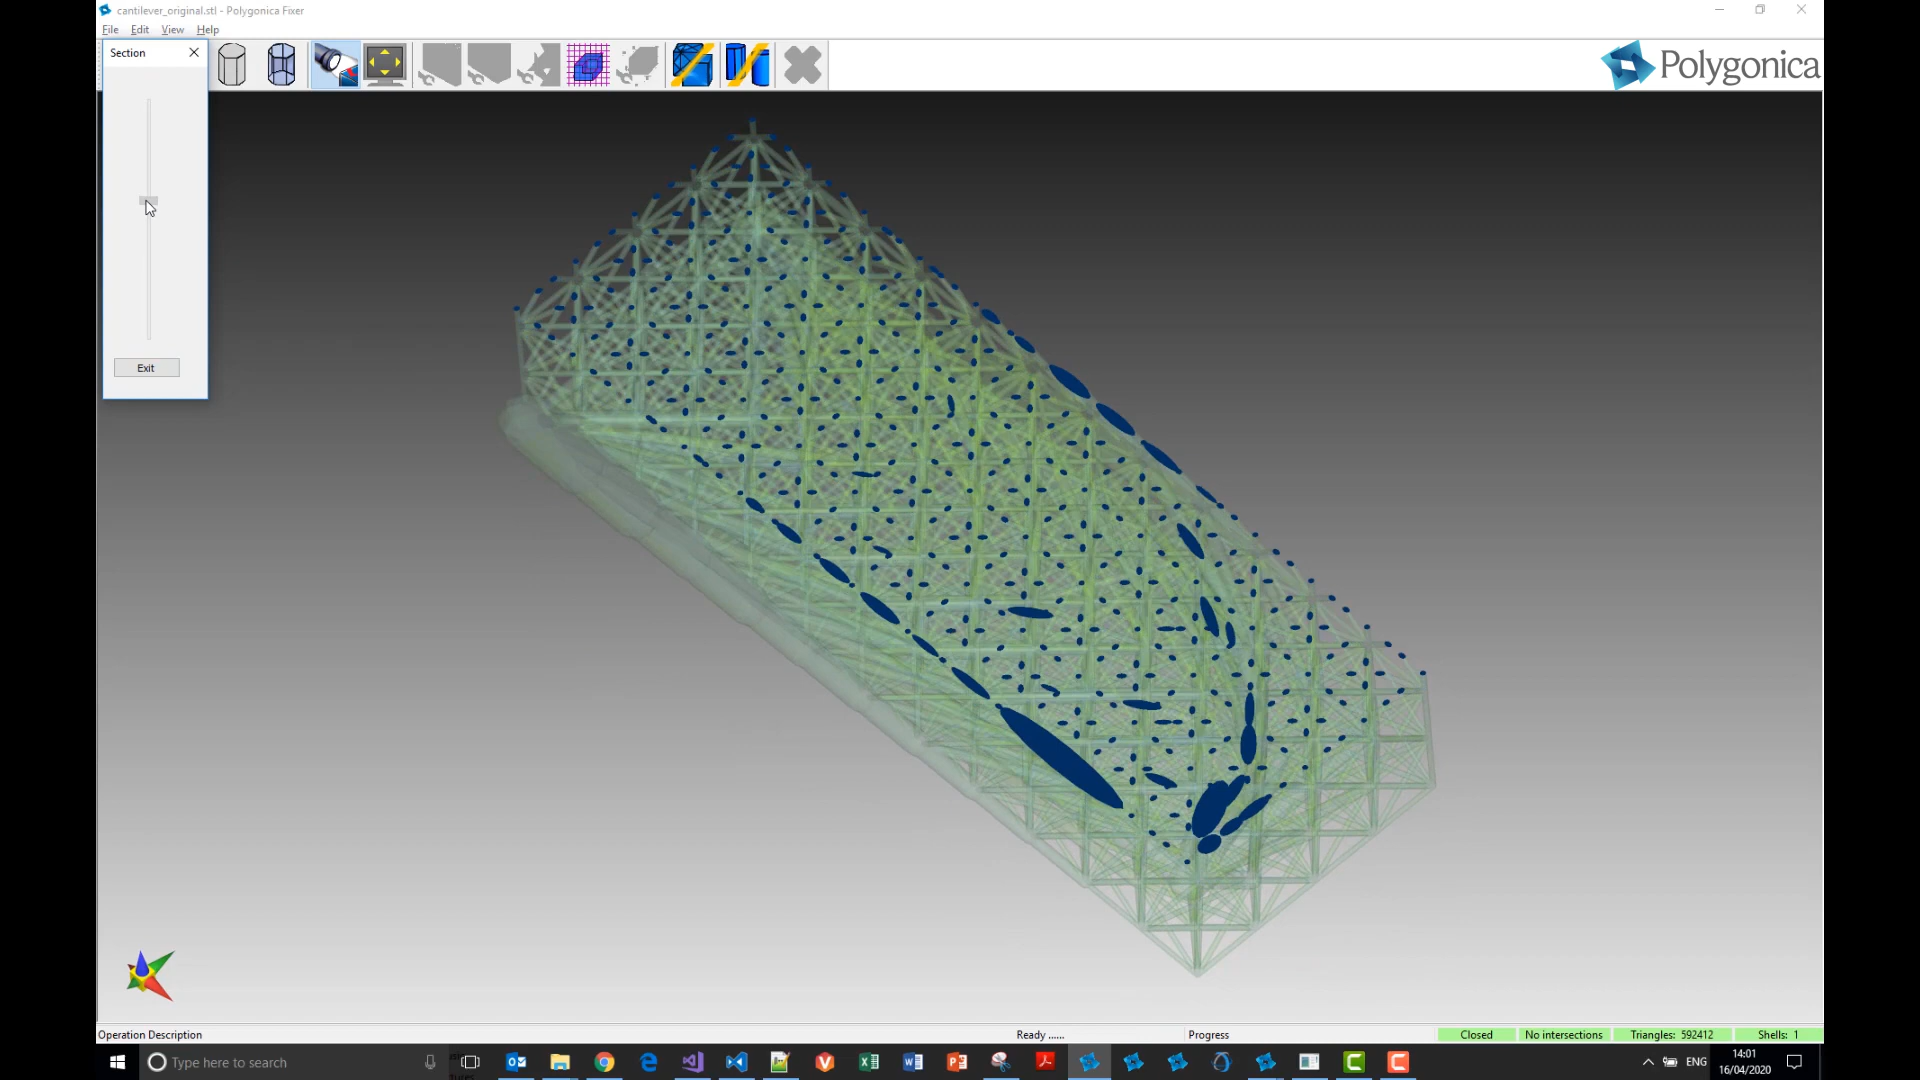 cantilever_original.stl - Polygonica Fixer
File Edit View Help
Section
Polygonica
Exit
Operation Description Ready ...... Progress Closed No intersections Triangles: 592412 Shells: 1
Type here to search ENG 14:01
16/04/2020